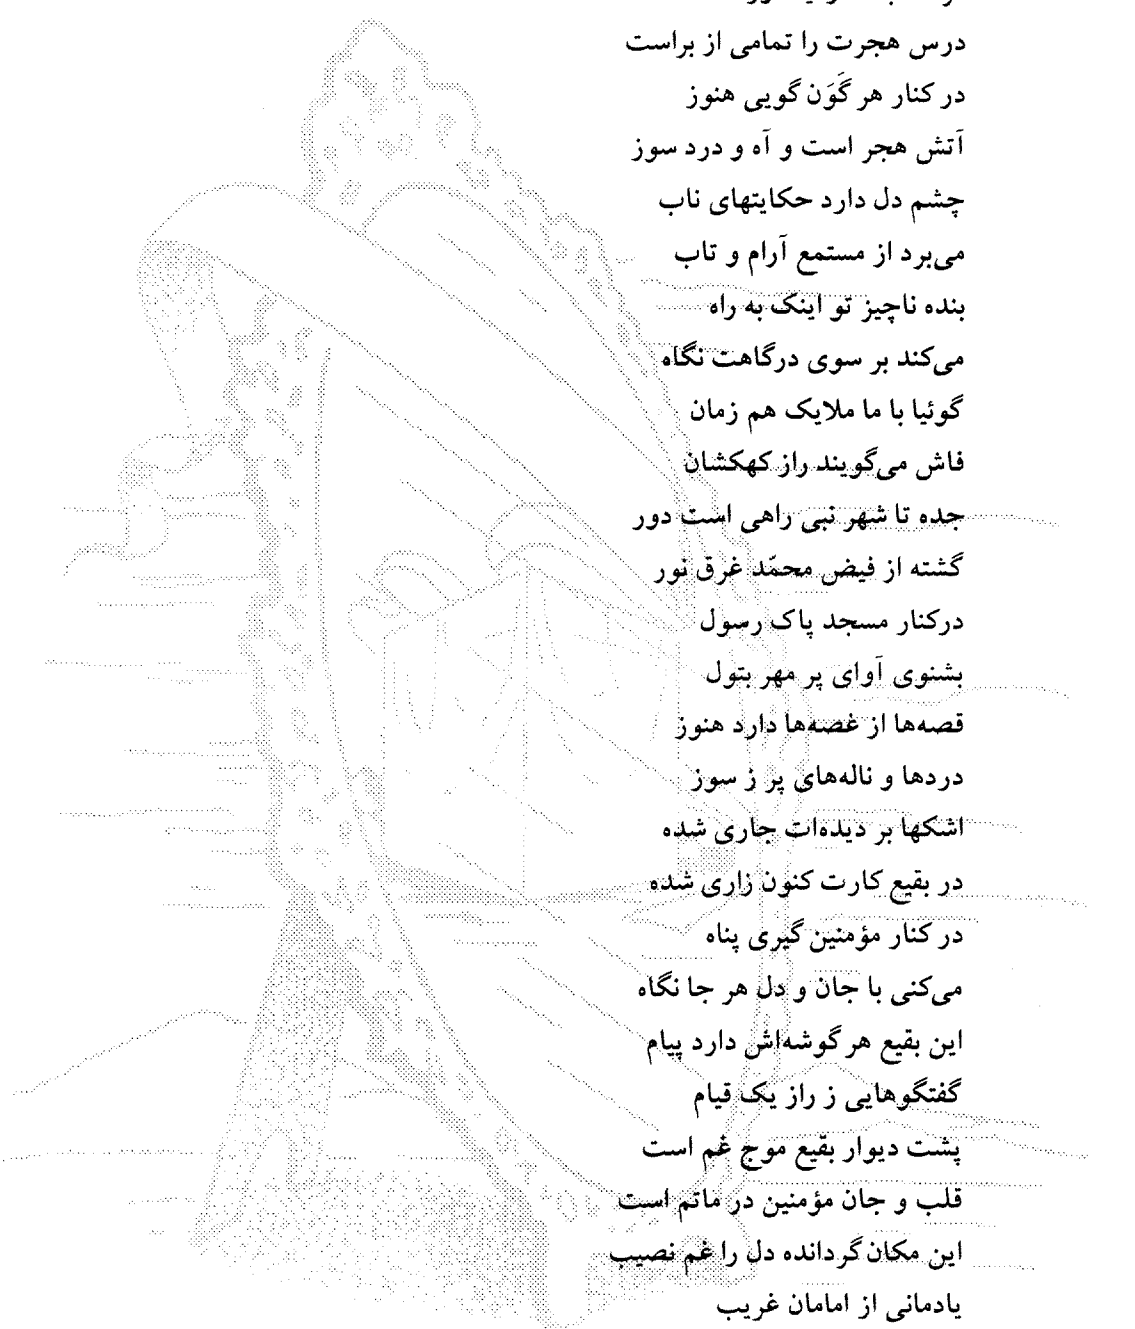 درس هجرت را تمامی از براست
در کنار هر گَوَن گویی هنوز
آتش هجر است و آه و درد سوز
چشم دل دارد حکایتهای ناب
می‌برد از مستمع آرام و تاب
بنده ناچیز تو اینک به راه
می‌کند بر سوی درگاهت نگاه
گوئیا با ما ملایک هم زمان
فاش می‌گویند راز کهکشان
جده تا شهر نبی راهی است دور
گشته از فیض محمّد غرق نور
درکنار مسجد پاک رسول
بشنوی آوای پر مهر بتول
قصه‌ها از غصه‌ها دارد هنوز
دردها و ناله‌های پر ز سوز
اشکها بر دیده‌ات جاری شده
در بقیع کارت کنون زاری شده
در کنار مؤمنین گیری پناه
می‌کنی با جان و دل هر جا نگاه
این بقیع هر گوشه‌اش دارد پیام
گفتگوهایی ز راز یک قیام
پشت دیوار بقّیع موج غم است
قلب و جان مؤمنین در ماتم است
این مکان گردانده دل را غم نصیب
یادمانی از امامان غریب